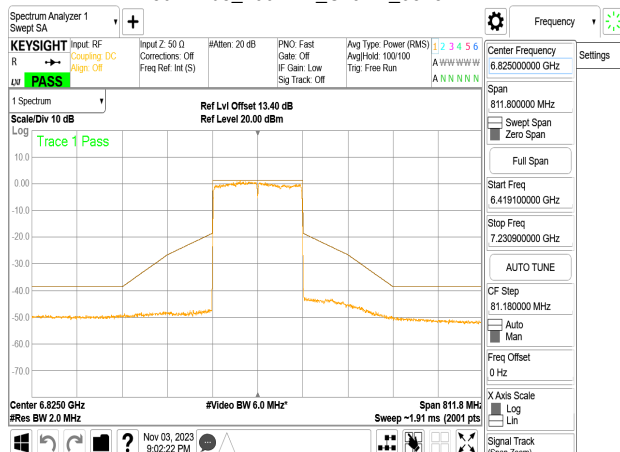 Spectrum Analyzer 1
Swept SA
+
Frequency
KEYSIGHT
Input: RF
Coupling: DC
Align: Off
Input Z: 50 Ω
Corrections: Off
Freq Ref: Int (S)
#Atten: 20 dB
PNO: Fast
Gate: Off
IF Gain: Low
Sig Track: Off
Avg Type: Power (RMS)
Avg|Hold: 100/100
Trig: Free Run
1 2 3 4 5 6
A W W W W W
A N N N N N
R
LXI
PASS
Center Frequency
6.825000000 GHz
Settings
Span
811.800000 MHz
Swept Span
Zero Span
Full Span
Start Freq
6.419100000 GHz
Stop Freq
7.230900000 GHz
AUTO TUNE
CF Step
81.180000 MHz
Auto
Man
Freq Offset
0 Hz
X Axis Scale
Log
Lin
Signal Track
(Span Zoom)
1 Spectrum
Scale/Div 10 dB
Ref Lvl Offset 13.40 dB
Ref Level 20.00 dBm
Log
Trace 1 Pass
10.0
0.00
-10.0
-20.0
-30.0
-40.0
-50.0
-60.0
-70.0
Center 6.8250 GHz
#Video BW 6.0 MHz*
Span 811.8 MHz
#Res BW 2.0 MHz
Sweep ~1.91 ms (2001 pts)
?
Nov 03, 2023
9:02:22 PM